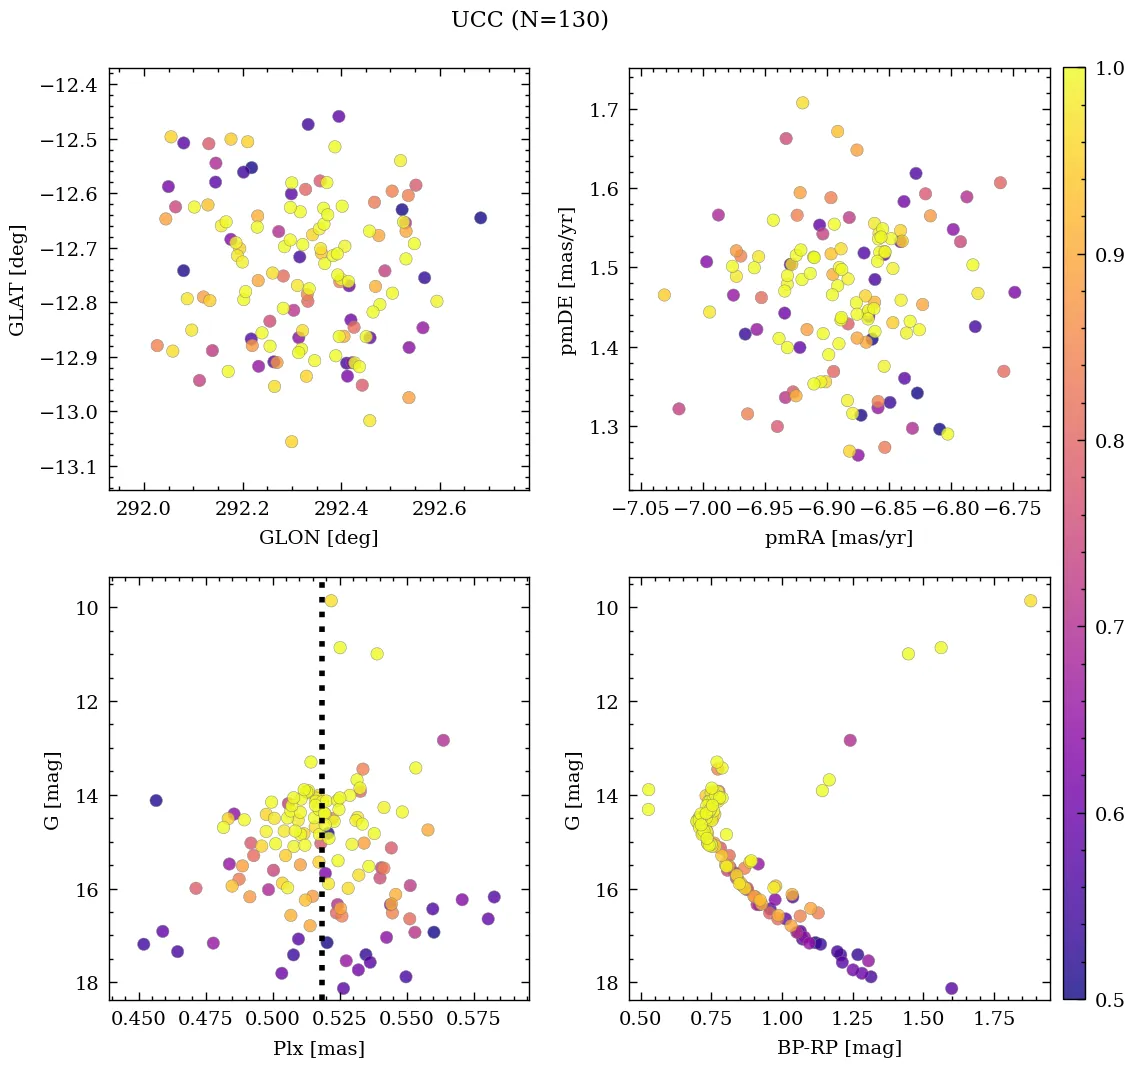 UCC (N=130)
−12.4
−12.5
−12.6
−12.7
−12.8
−12.9
−13.0
−13.1
GLAT [deg]
292.0 292.2 292.4 292.6
GLON [deg]
1.7
1.6
1.5
1.4
1.3
pmDE [mas/yr]
−7.05 −7.00 −6.95 −6.90 −6.85 −6.80 −6.75
pmRA [mas/yr]
10
12
14
16
18
G [mag]
0.450 0.475 0.500 0.525 0.550 0.575
Plx [mas]
10
12
14
16
18
G [mag]
0.50 0.75 1.00 1.25 1.50 1.75
BP-RP [mag]
1.0
0.9
0.8
0.7
0.6
0.5